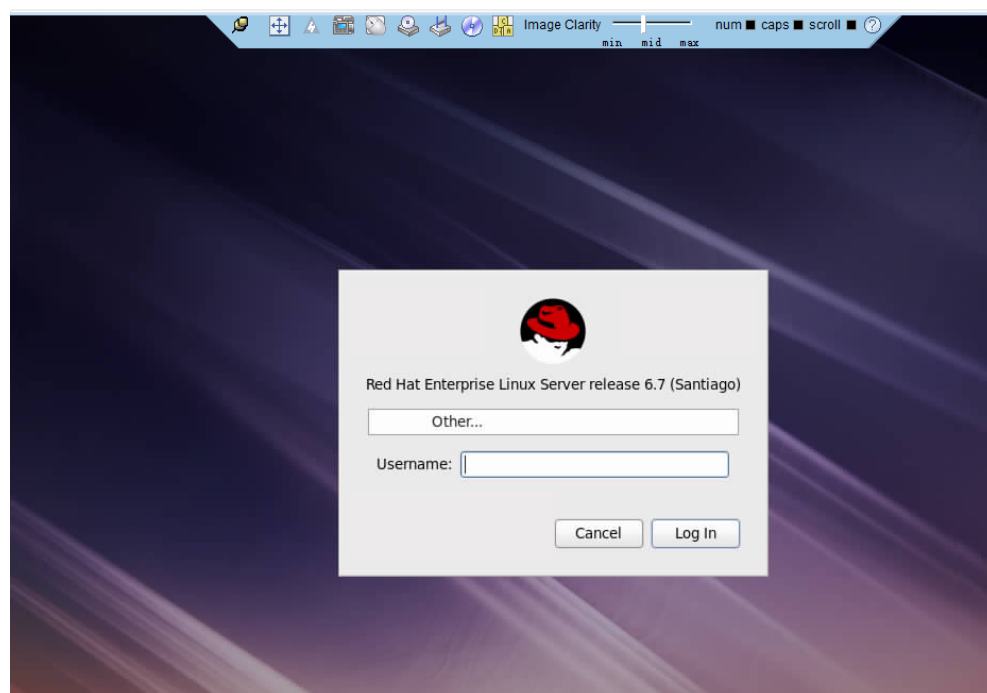 Image Clarity num caps scroll ?
min mid max
Red Hat Enterprise Linux Server release 6.7 (Santiago)
Other...
Username:
Cancel Log In